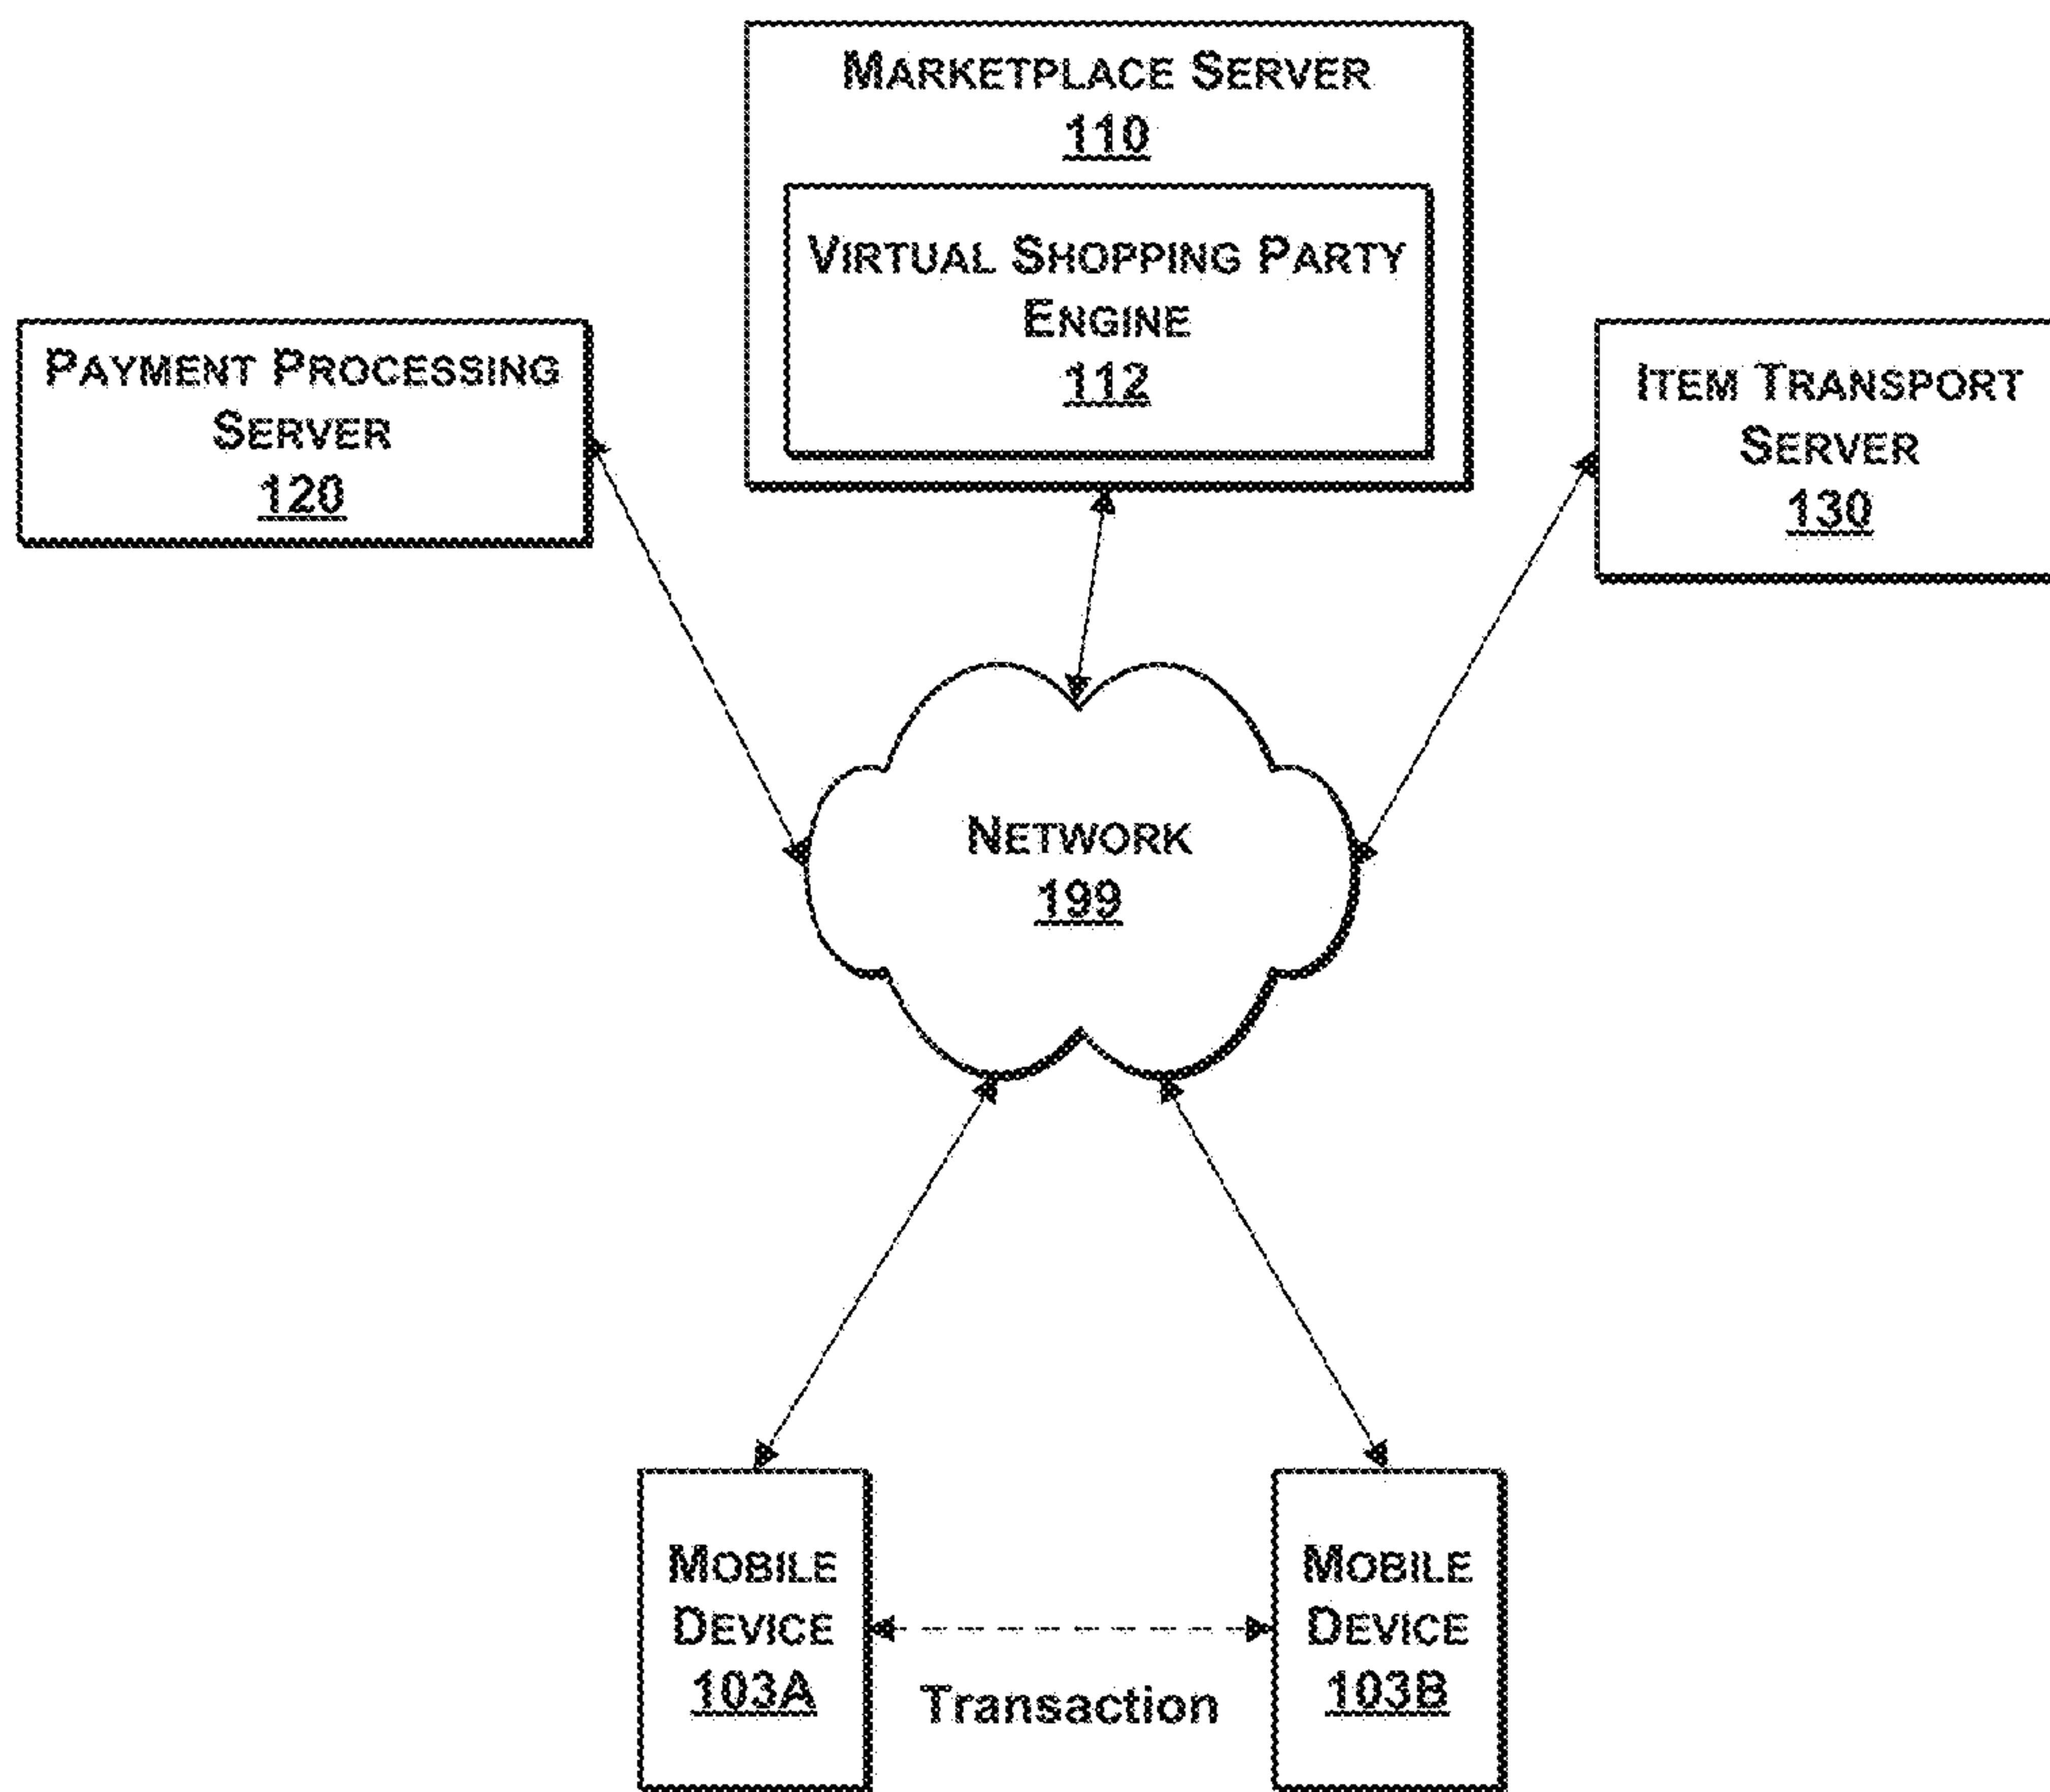 MARKETPLACE SERVER
110
VIRTUAL SHOPPING PARTY
ENGINE
112
PAYMENT PROCESSING
SERVER
120
ITEM TRANSPORT
SERVER
130
NETWORK
199
MOBILE
DEVICE
103A
Transaction
MOBILE
DEVICE
103B